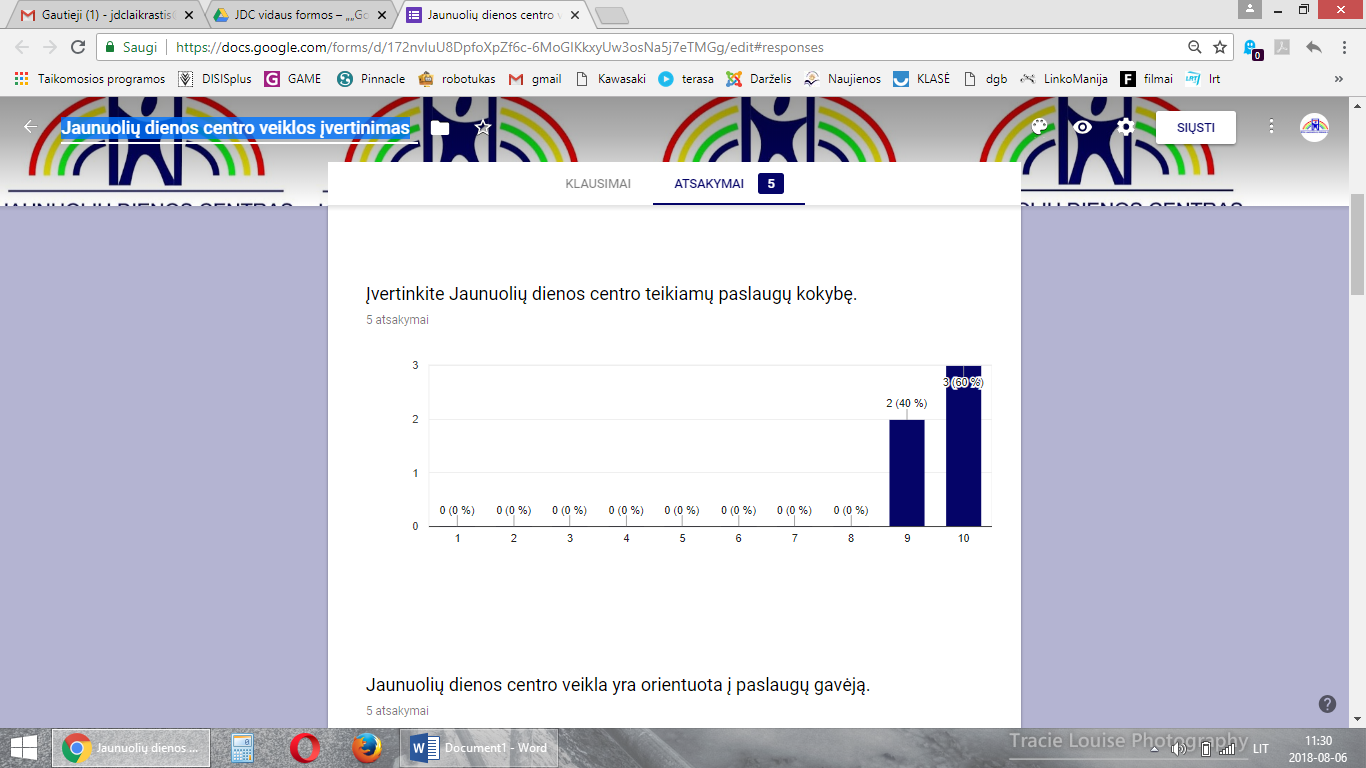 Gautieji (1) - jdclaikrastis
JDC vidaus formos – „„Go
Jaunuolių dienos centro v
Saugi
https://docs.google.com/forms/d/172nvluU8DpfoXpZf6c-6MoGIKkxyUw3osNa5j7eTMGg/edit#responses
0
Taikomosios programos DISISplus GAME Pinnacle robotukas gmail Kawasaki terasa Darželis Naujienos KLASĖ dgb LinkoManija filmai lrt »
Jaunuolių dienos centro veiklos įvertinimas
SIŲSTI
KLAUSIMAI ATSAKYMAI 5
JAUNUOLIŲ DIENOS CENTRAS
Įvertinkite Jaunuolių dienos centro teikiamų paslaugų kokybę.
5 atsakymai
3
3 (60 %)
2 (40 %)
2
1
0 (0 %) 0 (0 %) 0 (0 %) 0 (0 %) 0 (0 %) 0 (0 %) 0 (0 %) 0 (0 %)
0
1 2 3 4 5 6 7 8 9 10
Jaunuolių dienos centro veikla yra orientuota į paslaugų gavėją.
5 atsakymai
Jaunuolių dienos ...
Document1 - Word
Tracie Louise Photography
LIT
11:30
2018-08-06